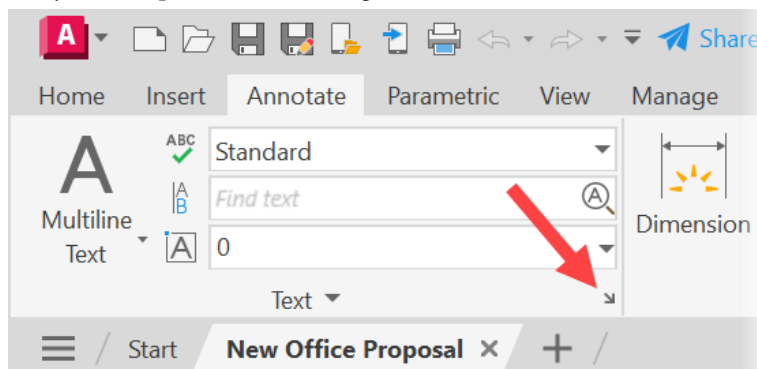 A
Share
Home Insert Annotate Parametric View Manage
A ABC Standard
A
B Find text A
Multiline Text A 0
Dimension
Text
Start New Office Proposal